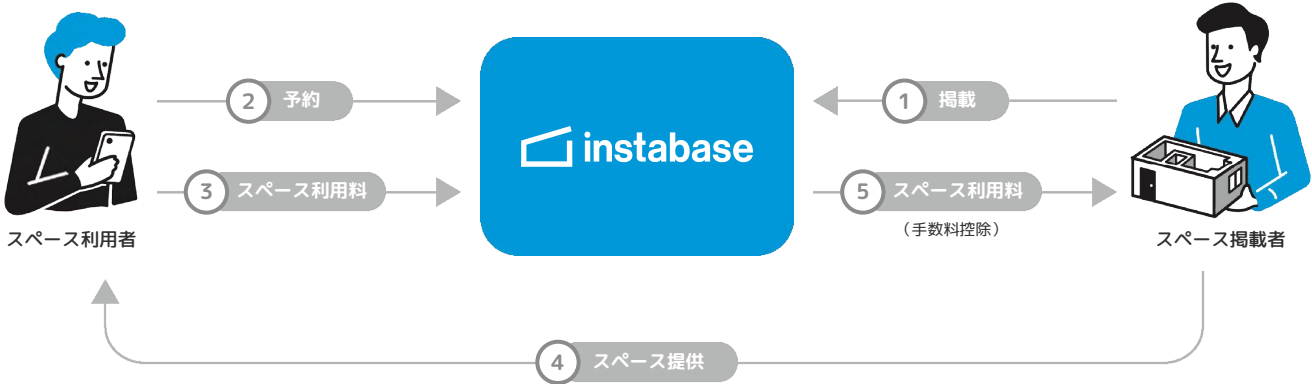 2 予約
1 掲載
instabase
3 スペース利用料
5 スペース利用料
（手数料控除）
スペース利用者
スペース掲載者
4 スペース提供